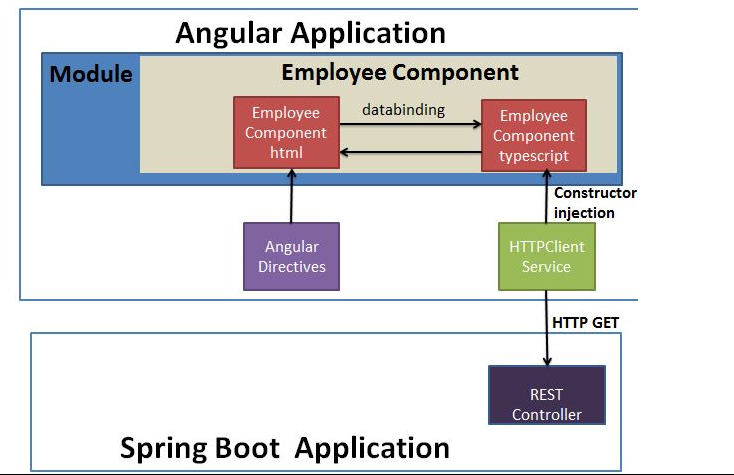 Angular Application
Module
Employee Component
Employee
Component
html
databinding
Employee
Component
typescript
Constructor
injection
Angular
Directives
HTTPClient
Service
HTTP GET
REST
Controller
Spring Boot  Application